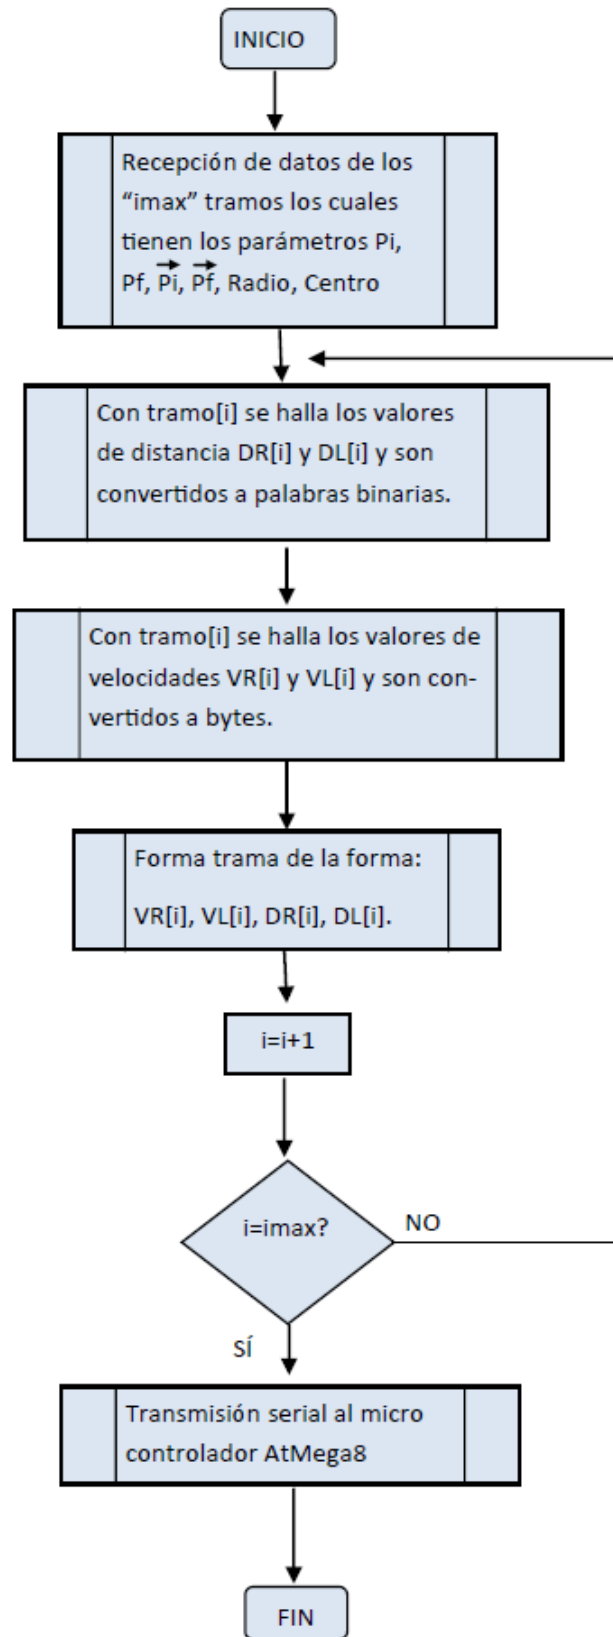 INICIO
Recepción de datos de los
“imax” tramos los cuales
tienen los parámetros Pi,
Pf, Pi, Pf, Radio, Centro
Con tramo[i] se halla los valores
de distancia DR[i] y DL[i] y son
convertidos a palabras binarias.
Con tramo[i] se halla los valores de
velocidades VR[i] y VL[i] y son con-
vertidos a bytes.
Forma trama de la forma:
VR[i], VL[i], DR[i], DL[i].
i=i+1
i=imax?
NO
SÍ
Transmisión serial al micro
controlador AtMega8
FIN